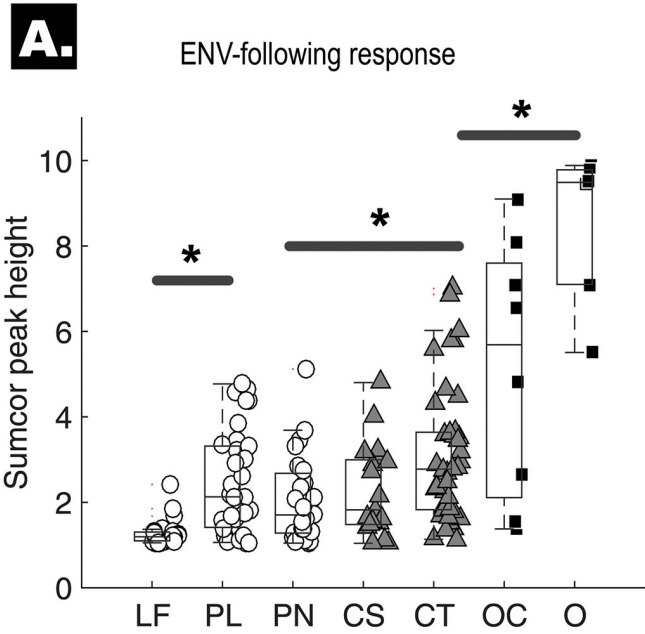 A.
ENV-following response
*
*
*
Sumcor peak height
10
8
6
4
2
0
LF PL PN CS CT OC O